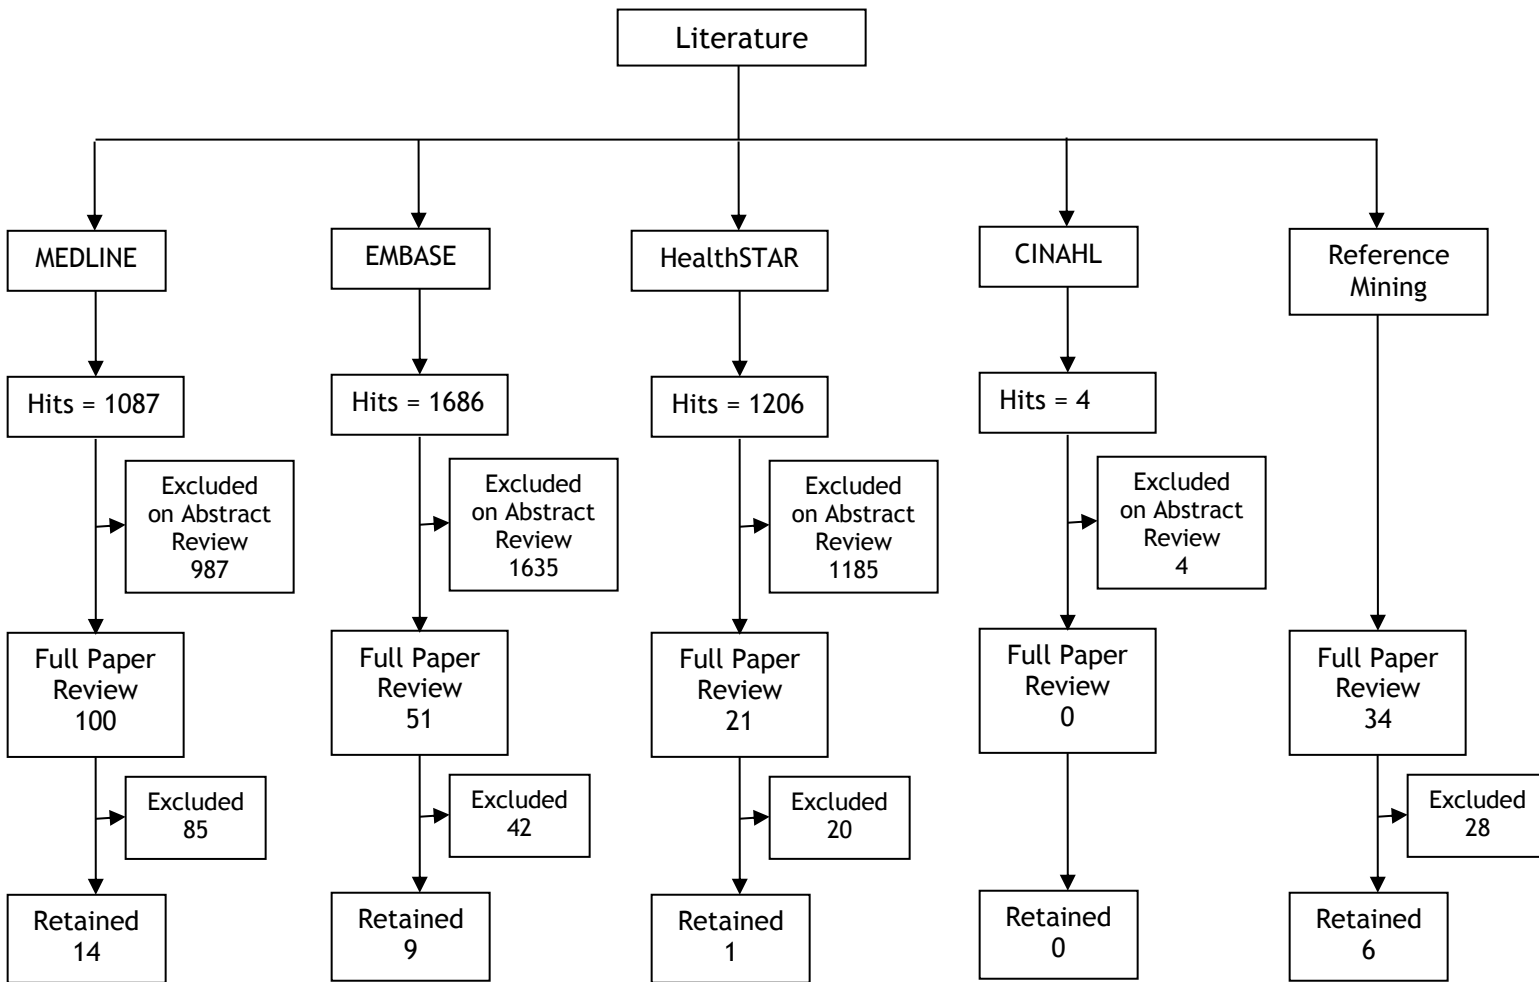 Literature
MEDLINE
EMBASE
HealthSTAR
CINAHL
Reference
Mining
Hits = 1087
Hits = 1686
Hits = 1206
Hits = 4
Excluded
on Abstract
Review
987
Excluded
on Abstract
Review
1635
Excluded
on Abstract
Review
1185
Excluded
on Abstract
Review
4
Full Paper
Review
100
Full Paper
Review
51
Full Paper
Review
21
Full Paper
Review
0
Full Paper
Review
34
Excluded
85
Excluded
42
Excluded
20
Excluded
28
Retained
14
Retained
9
Retained
1
Retained
0
Retained
6